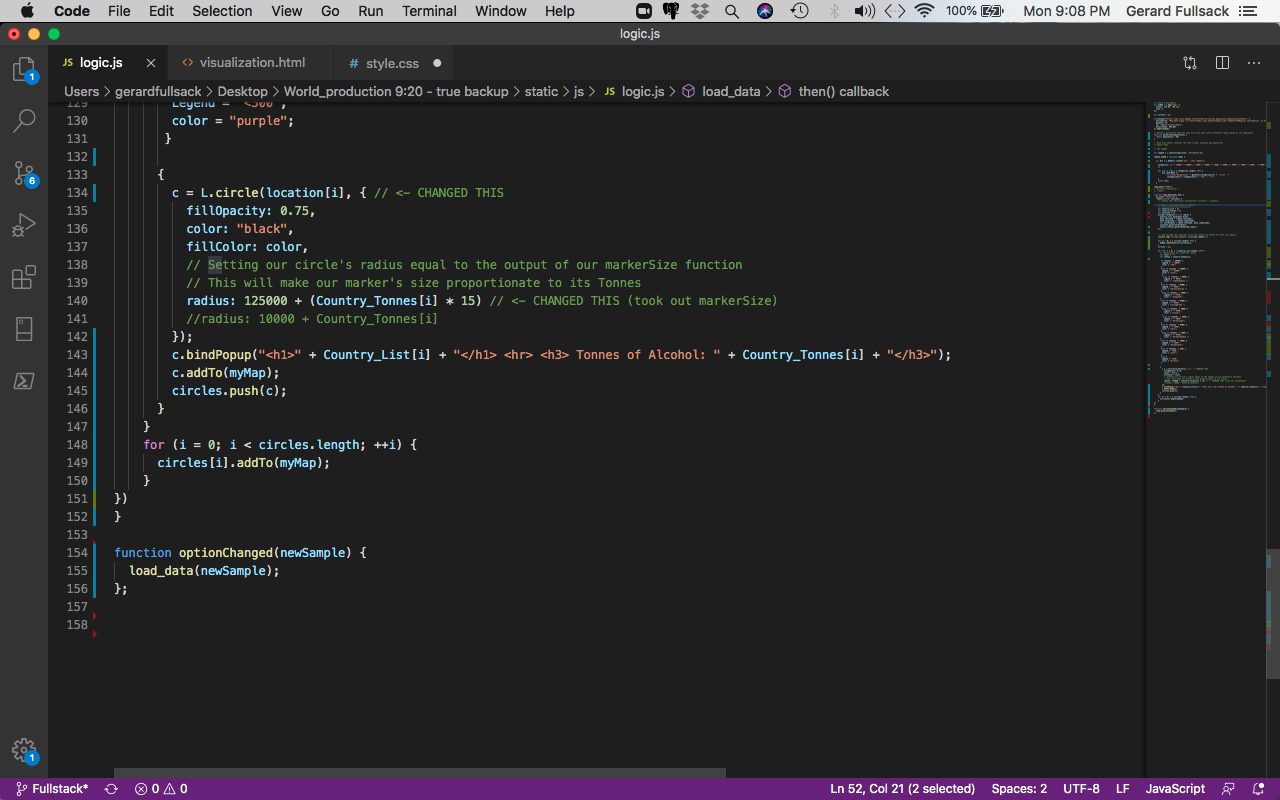 Code File Edit Selection View Go Run Terminal Window Help 100% Mon 9:08 PM Gerard Fullsack
logic.js
JS logic.js × <> visualization.html # style.css ●
Users > gerardfullsack > Desktop > World_production 9:20 - true backup > static > js > JS logic.js > load_data > then() callback
129 Legend = "<500",
130 color = "purple";
131 }
132
133 {
134 c = L.circle(location[i], { // <- CHANGED THIS
135 fillOpacity: 0.75,
136 color: "black",
137 fillColor: color,
138 // Setting our circle's radius equal to the output of our markerSize function
139 // This will make our marker's size proportionate to its Tonnes
140 radius: 125000 + (Country_Tonnes[i] * 15) // <- CHANGED THIS (took out markerSize)
141 //radius: 10000 + Country_Tonnes[i]
142 });
143 c.bindPopup("<h1>" + Country_List[i] + "</h1> <hr> <h3> Tonnes of Alcohol: " + Country_Tonnes[i] + "</h3>");
144 c.addTo(myMap);
145 circles.push(c);
146 }
147 }
148 for (i = 0; i < circles.length; ++i) {
149 circles[i].addTo(myMap);
150 }
151 })
152 }
153
154 function optionChanged(newSample) {
155 load_data(newSample);
156 };
157
158
1
6
1
Fullstack* 0 0 Ln 52, Col 21 (2 selected) Spaces: 2 UTF-8 LF JavaScript